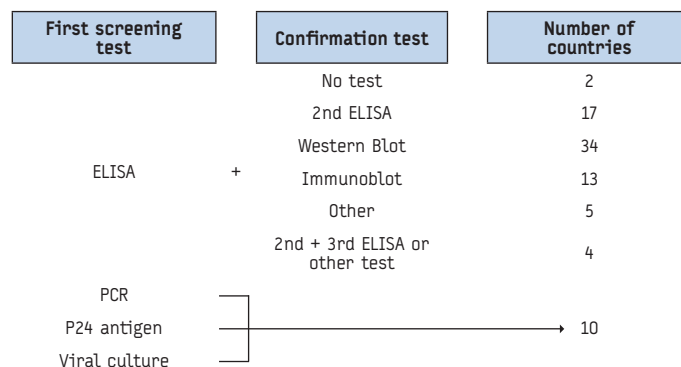 First screening
test
Confirmation test
Number of
countries
No test 2
2nd ELISA 17
Western Blot 34
ELISA +
Immunoblot 13
Other 5
2nd + 3rd ELISA or
other test
4
PCR
P24 antigen 10
Viral culture